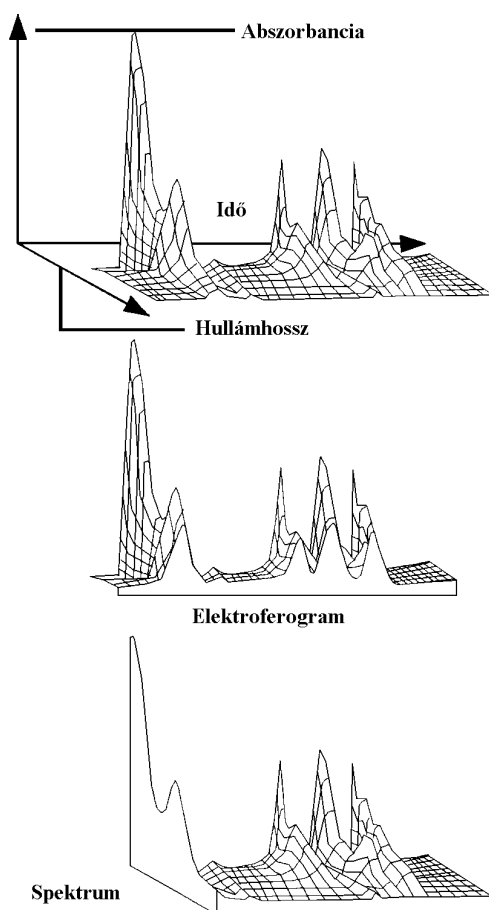 Abszorbancia
Idő
Hullámhossz
Elektroferogram
Spektrum